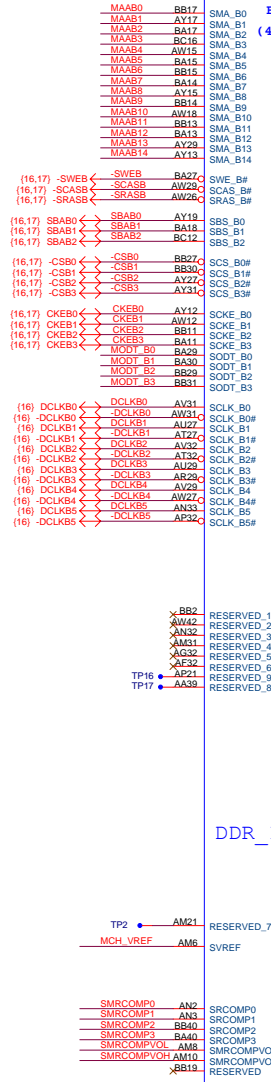 MAAB0 BB17 SMA_B0
MAAB1 AY17 SMA_B1
MAAB2 BA17 SMA_B2
MAAB3 BC16 SMA_B3
MAAB4 AW15 SMA_B4
MAAB5 BA15 SMA_B5
MAAB6 BB15 SMA_B6
MAAB7 BA14 SMA_B7
MAAB8 AY15 SMA_B8
MAAB9 BB14 SMA_B9
MAAB10 AW18 SMA_B10
MAAB11 BB13 SMA_B11
MAAB12 BA13 SMA_B12
MAAB13 AY29 SMA_B13
MAAB14 AY13 SMA_B14
(4
{16,17} -SWEB -SWEB BA27 SWE_B#
{16,17} -SCASB -SCASB AW29 SCAS_B#
{16,17} -SRASB -SRASB AW26 SRAS_B#
{16,17} SBAB0 SBAB0 AY19 SBS_B0
{16,17} SBAB1 SBAB1 BA18 SBS_B1
{16,17} SBAB2 SBAB2 BC12 SBS_B2
{16,17} -CSB0 -CSB0 BB27 SCS_B0#
{16,17} -CSB1 -CSB1 BB30 SCS_B1#
{16,17} -CSB2 -CSB2 AY27 SCS_B2#
{16,17} -CSB3 -CSB3 AY31 SCS_B3#
{16,17} CKEB0 CKEB0 AY12 SCKE_B0
{16,17} CKEB1 CKEB1 AW12 SCKE_B1
{16,17} CKEB2 CKEB2 BB11 SCKE_B2
{16,17} CKEB3 CKEB3 BA11 SCKE_B3
MODT_B0 BA29 SODT_B0
MODT_B1 BA30 SODT_B1
MODT_B2 BB29 SODT_B2
MODT_B3 BB31 SODT_B3
{16} DCLKB0 DCLKB0 AV31 SCLK_B0
{16} -DCLKB0 -DCLKB0 AW31 SCLK_B0#
{16} DCLKB1 DCLKB1 AU27 SCLK_B1
{16} -DCLKB1 -DCLKB1 AT27 SCLK_B1#
{16} DCLKB2 DCLKB2 AV32 SCLK_B2
{16} -DCLKB2 -DCLKB2 AT32 SCLK_B2#
{16} DCLKB3 DCLKB3 AU29 SCLK_B3
{16} -DCLKB3 -DCLKB3 AR29 SCLK_B3#
{16} DCLKB4 DCLKB4 AV29 SCLK_B4
{16} -DCLKB4 -DCLKB4 AW27 SCLK_B4#
{16} DCLKB5 DCLKB5 AN33 SCLK_B5
{16} -DCLKB5 -DCLKB5 AP32 SCLK_B5#
BB2 RESERVED_1
AW42 RESERVED_2
AN32 RESERVED_3
AM31 RESERVED_4
AG32 RESERVED_5
AF32 RESERVED_6
TP16 AP21 RESERVED_9
TP17 AA39 RESERVED_8
DDR_
TP2 AM21 RESERVED_7
MCH_VREF AM6 SVREF
SMRCOMP0 AN2 SRCOMP0
SMRCOMP1 AN3 SRCOMP1
SMRCOMP2 BB40 SRCOMP2
SMRCOMP3 BA40 SRCOMP3
SMRCOMPVOL AM8 SMRCOMPVO
SMRCOMPVOH AM10 SMRCOMPVO
BB19 RESERVED